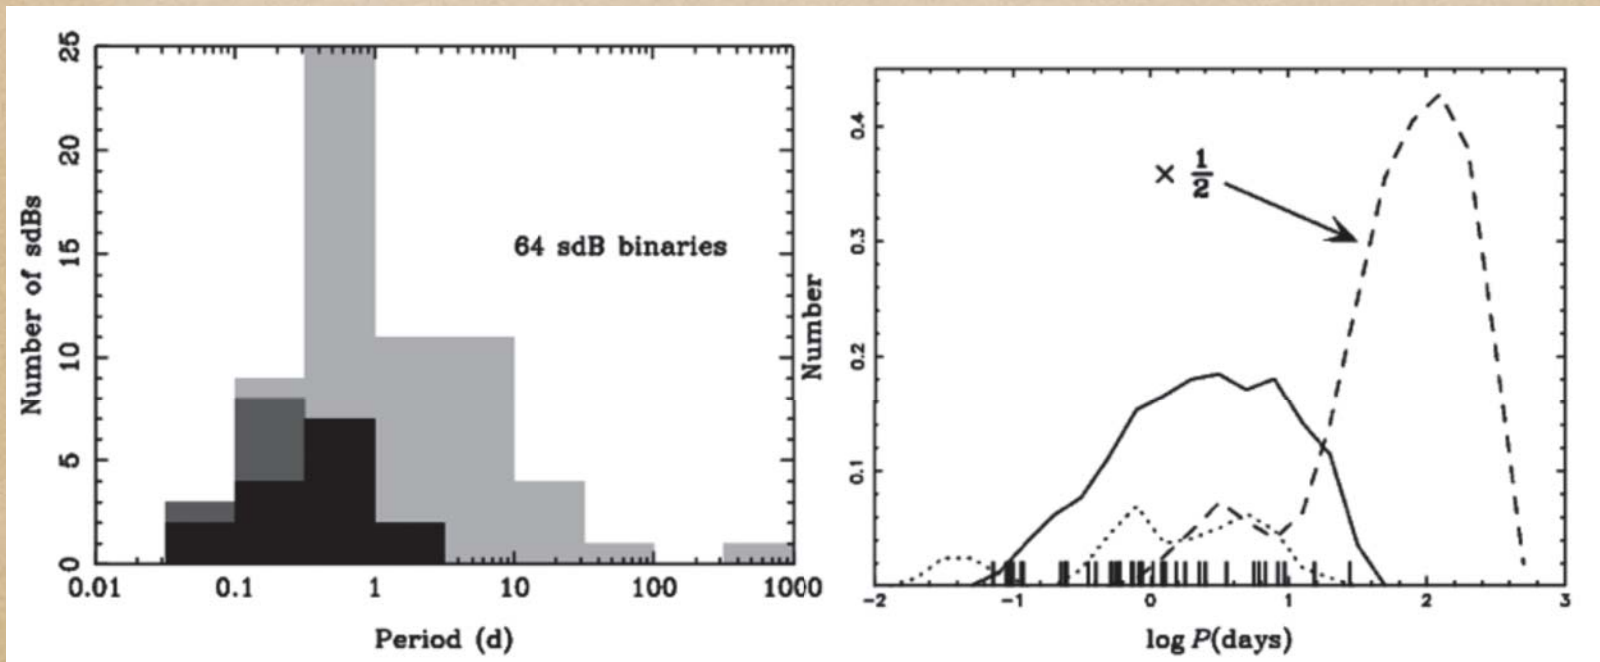 25
20
15
10
5
0
Number of sdBs
64 sdB binaries
0.01 0.1 1 10 100 1000
Period (d)
0.4
0.3
0.2
0.1
Number
× 1/2
-2 -1 0 1 2 3
log P(days)